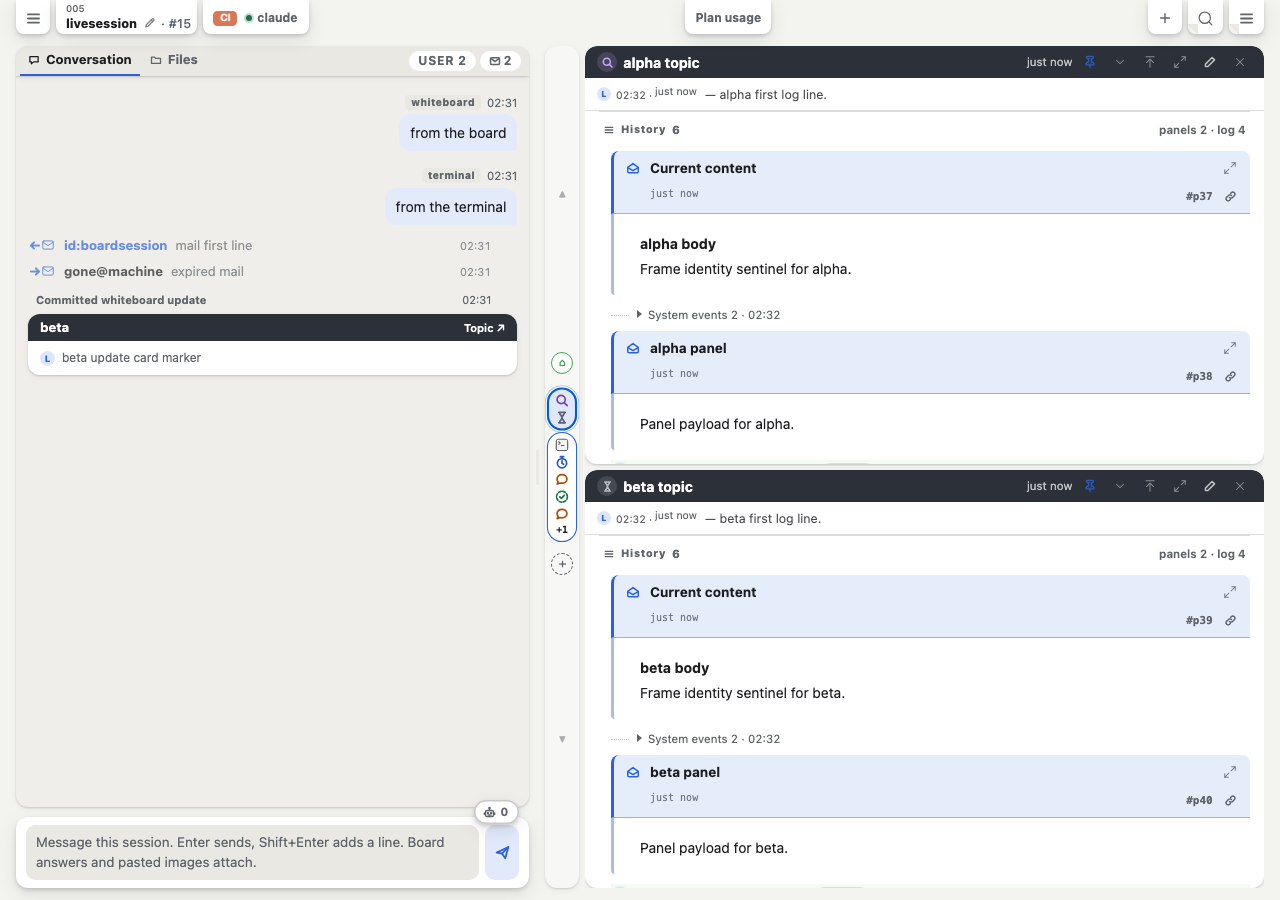 005
livesession · #15
CI claude
Plan usage
Conversation
Files
USER 2
2
whiteboard 02:31
from the board
terminal 02:31
from the terminal
id:boardsession mail first line 02:31
gone@machine expired mail 02:31
Committed whiteboard update 02:31
beta Topic
L beta update card marker
0
Message this session. Enter sends, Shift+Enter adds a line. Board
answers and pasted images attach.
+1
alpha topic just now
L 02:32 · just now — alpha first log line.
History 6 panels 2 · log 4
Current content
just now #p37
alpha body
Frame identity sentinel for alpha.
System events 2 · 02:32
alpha panel
just now #p38
Panel payload for alpha.
beta topic just now
L 02:32 · just now — beta first log line.
History 6 panels 2 · log 4
Current content
just now #p39
beta body
Frame identity sentinel for beta.
System events 2 · 02:32
beta panel
just now #p40
Panel payload for beta.